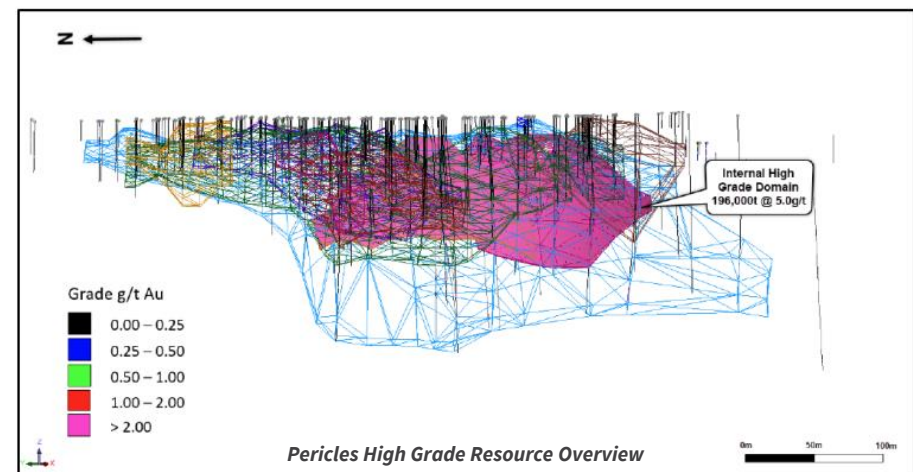 N
Internal High
Grade Domain
196,000t @ 5.0g/t
Grade g/t Au
0.00 – 0.25
0.25 – 0.50
0.50 – 1.00
1.00 – 2.00
> 2.00
Pericles High Grade Resource Overview
0m 50m 100m
Z
X